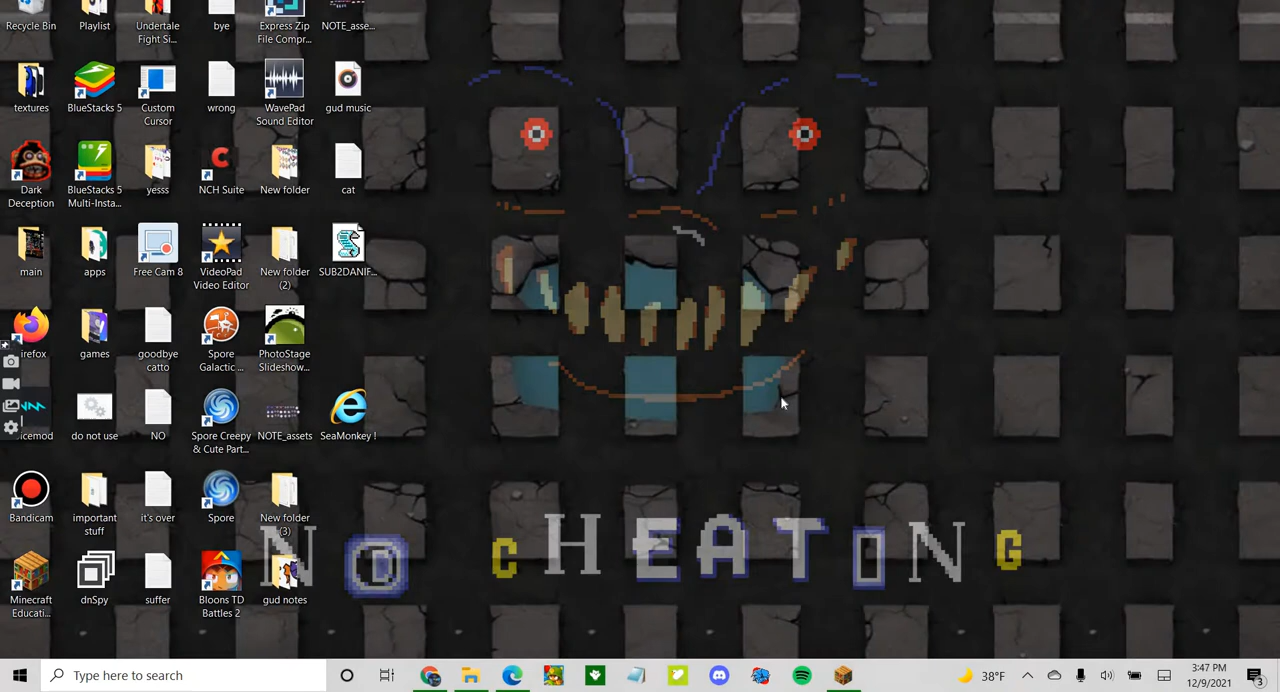 Recycle Bin
Playlist
Undertale
Fight Si...
bye
Express Zip
File Compr...
NOTE_asse...
textures
BlueStacks 5
Custom
Cursor
wrong
WavePad
Sound Editor
gud music
Dark
Deception
BlueStacks 5
Multi-Insta...
yesss
NCH Suite
New folder
cat
main
apps
Free Cam 8
VideoPad
Video Editor
New folder
(2)
SUB2DANIF...
irefox
games
goodbye
catto
Spore
Galactic ...
PhotoStage
Slideshow...
icemod
do not use
NO
Spore Creepy
& Cute Part...
NOTE_assets
SeaMonkey !
Bandicam
important
stuff
it's over
Spore
New folder
(3)
Minecraft
Educati...
dnSpy
suffer
Bloons TD
Battles 2
gud notes
NO CHEATING
Type here to search
38°F
3:47 PM
12/9/2021
3